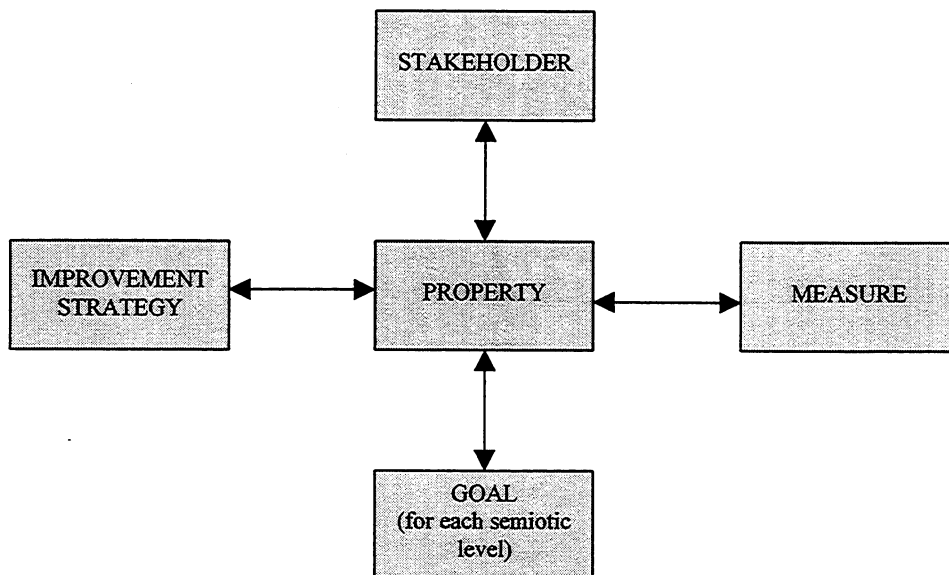 STAKEHOLDER
IMPROVEMENT
STRATEGY
PROPERTY
MEASURE
GOAL
(for each semiotic
level)